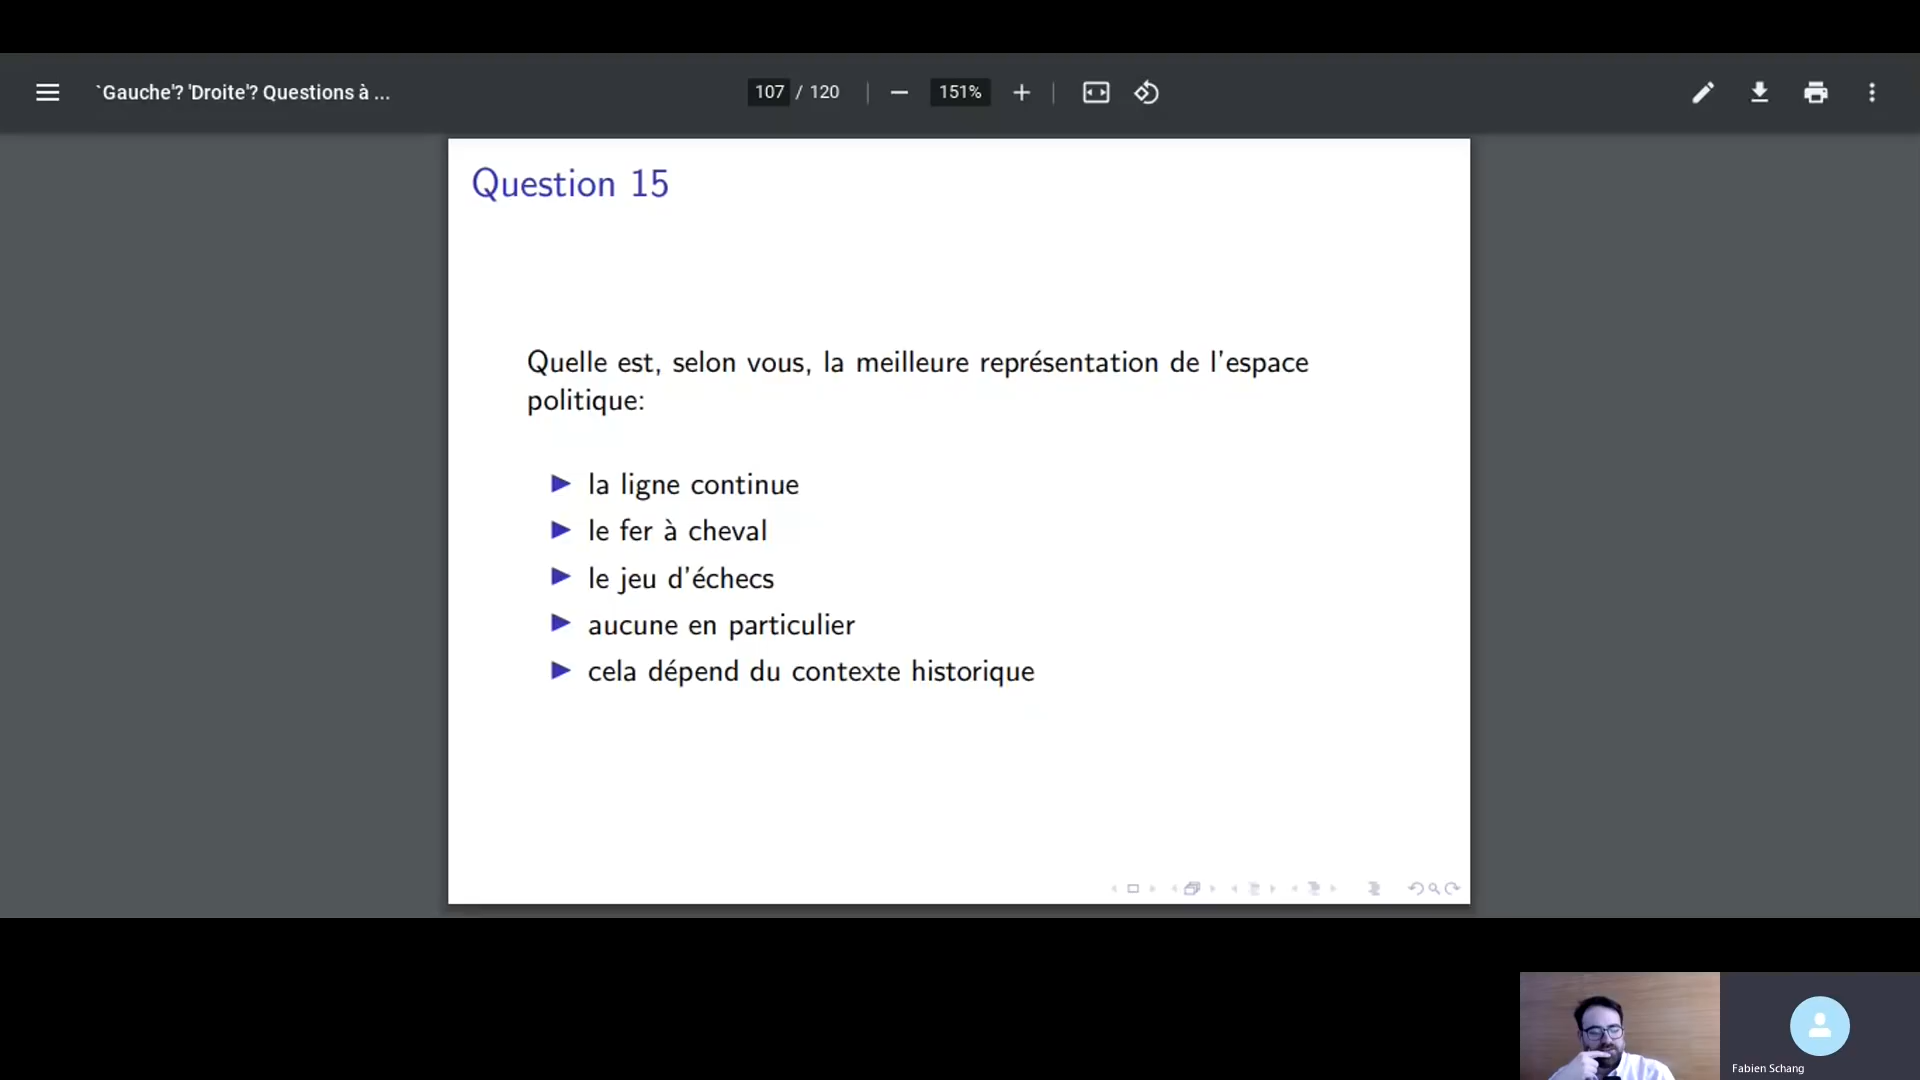 `Gauche'? 'Droite'? Questions à ...
107 / 120
151%
Question 15
Quelle est, selon vous, la meilleure représentation de l'espace
politique:
la ligne continue
le fer à cheval
le jeu d'échecs
aucune en particulier
cela dépend du contexte historique
Fabien Schang